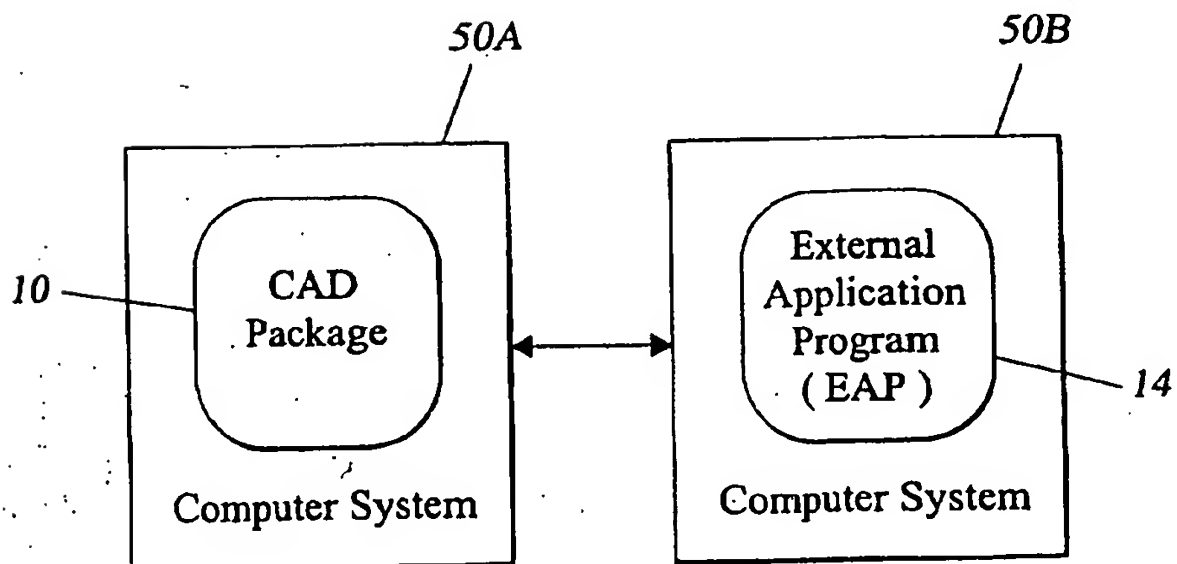 50A
50B
10
CAD
Package
Computer System
External
Application
Program
( EAP )
14
Computer System